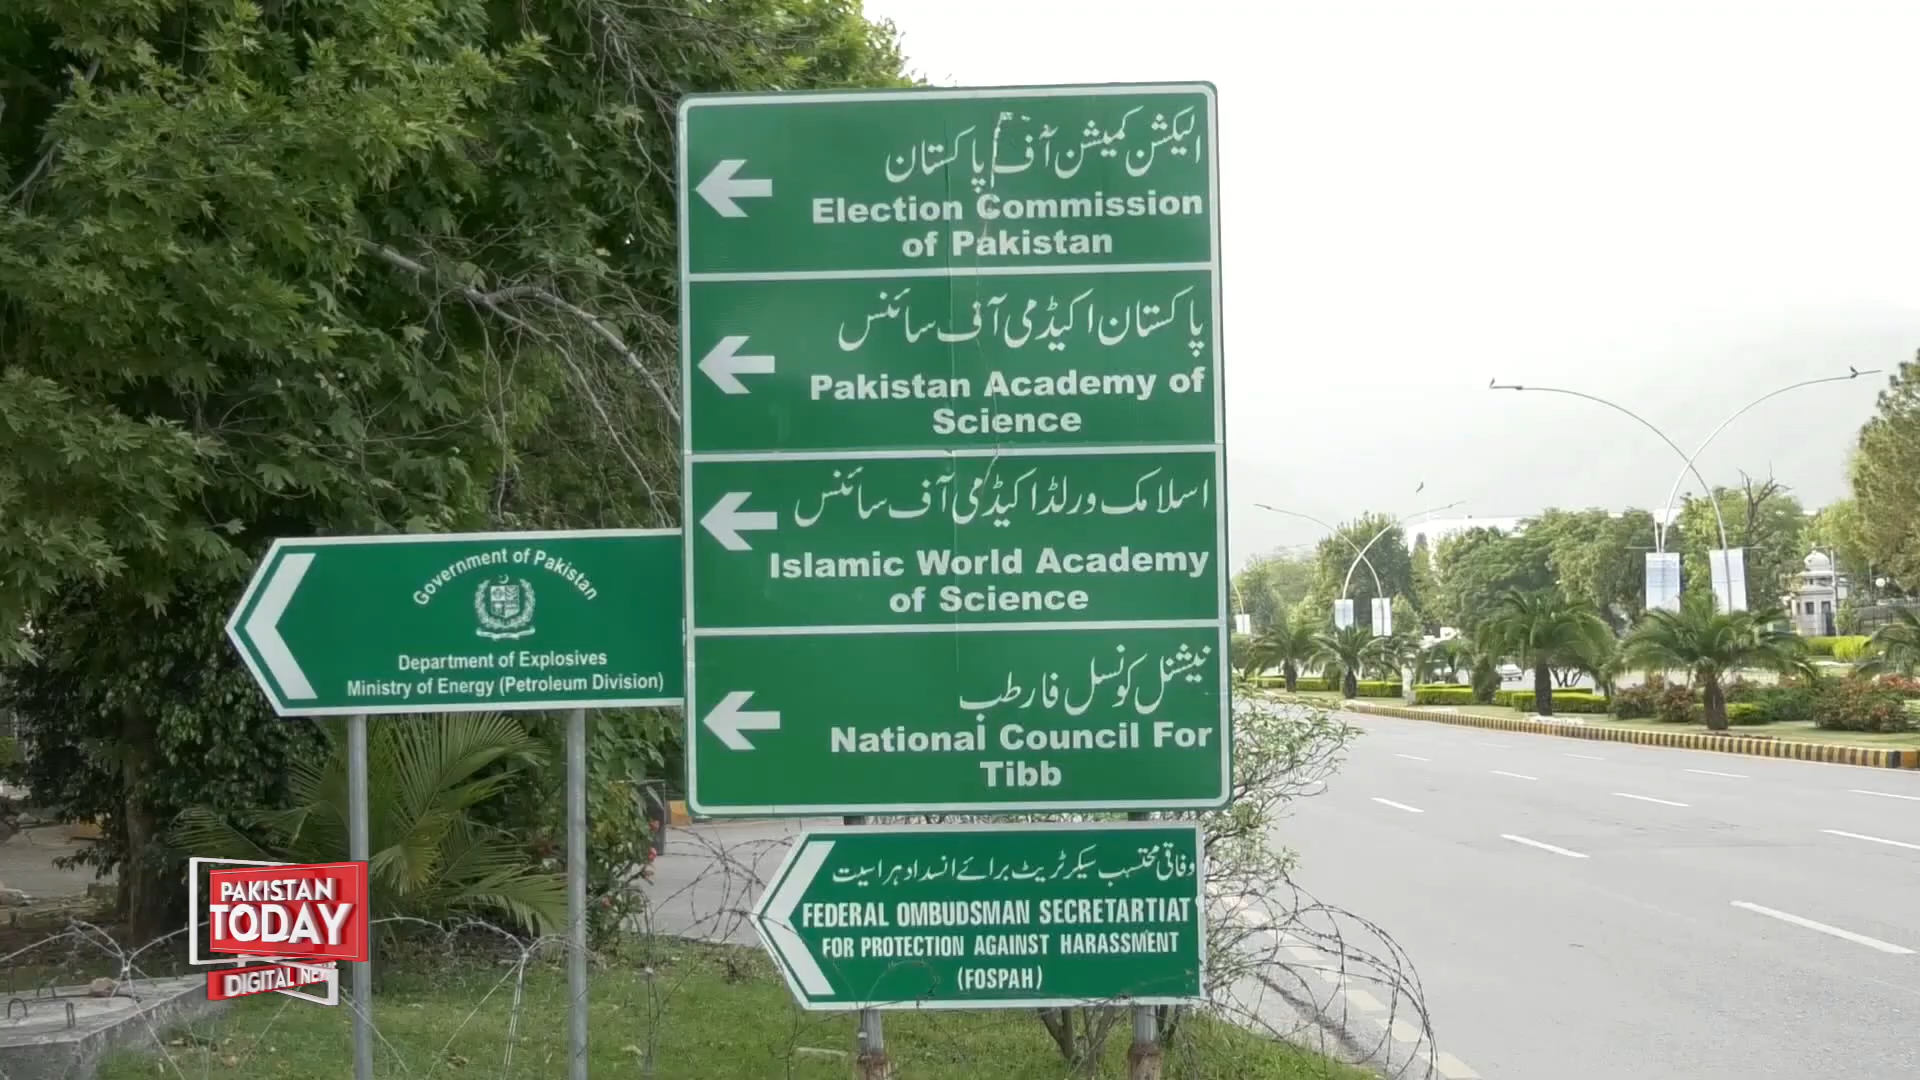 الیکشن کمیشن آف پاکستان
Election Commission
of Pakistan
پاکستان اکیڈمی آف سائنس
Pakistan Academy of
Science
اسلامک ورلڈ اکیڈمی آف سائنس
Islamic World Academy
of Science
نیشنل کونسل فار طب
National Council For
Tibb
Government of Pakistan
Department of Explosives
Ministry of Energy (Petroleum Division)
وفاقی محتسب سیکرٹریٹ برائے انسداد ہراسیت
FEDERAL OMBUDSMAN SECRETARTIAT
FOR PROTECTION AGAINST HARASSMENT
(FOSPAH)
PAKISTAN
TODAY
DIGITAL